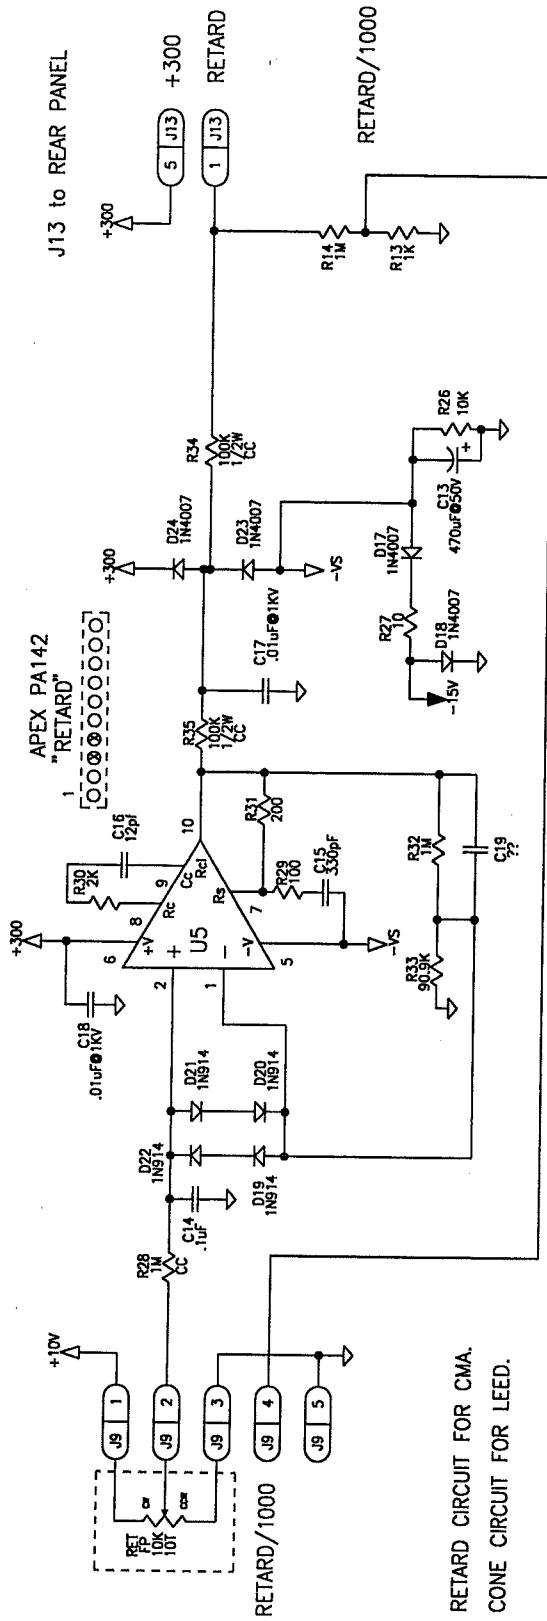 J13 to REAR PANEL
+300
5 J13 +300
1 J13 RETARD
RETARD/1000
R14
1M
R13
1K
R34
100K
1/2W
CC
+300
D24
1N4007
D23
1N4007
-VS
R26
10K
C13
470uF@50V
+
D17
1N4007
R27
10
D18
1N4007
-15V
C17
.01uF@1KV
APEX PA142
"RETARD"
1
R35
100K
1/2W
CC
C16
12pf
R30
2K
+300
C18
.01uF@1KV
6
8
9
10
2
1
5
7
+V
Rc
Cc
Rcl
Rs
-V
+
-
U5
R31
200
R29
100
C15
330pF
-VS
R32
1M
C19
??
R33
90.9K
D21
1N914
D20
1N914
D22
1N914
D19
1N914
C14
.1uF
R28
1M
CC
+10V
J9 1
J9 2
J9 3
J9 4
J9 5
RET
FP
10K
10T
CW
CCW
RETARD/1000
RETARD CIRCUIT FOR CMA.
CONE CIRCUIT FOR LEED.